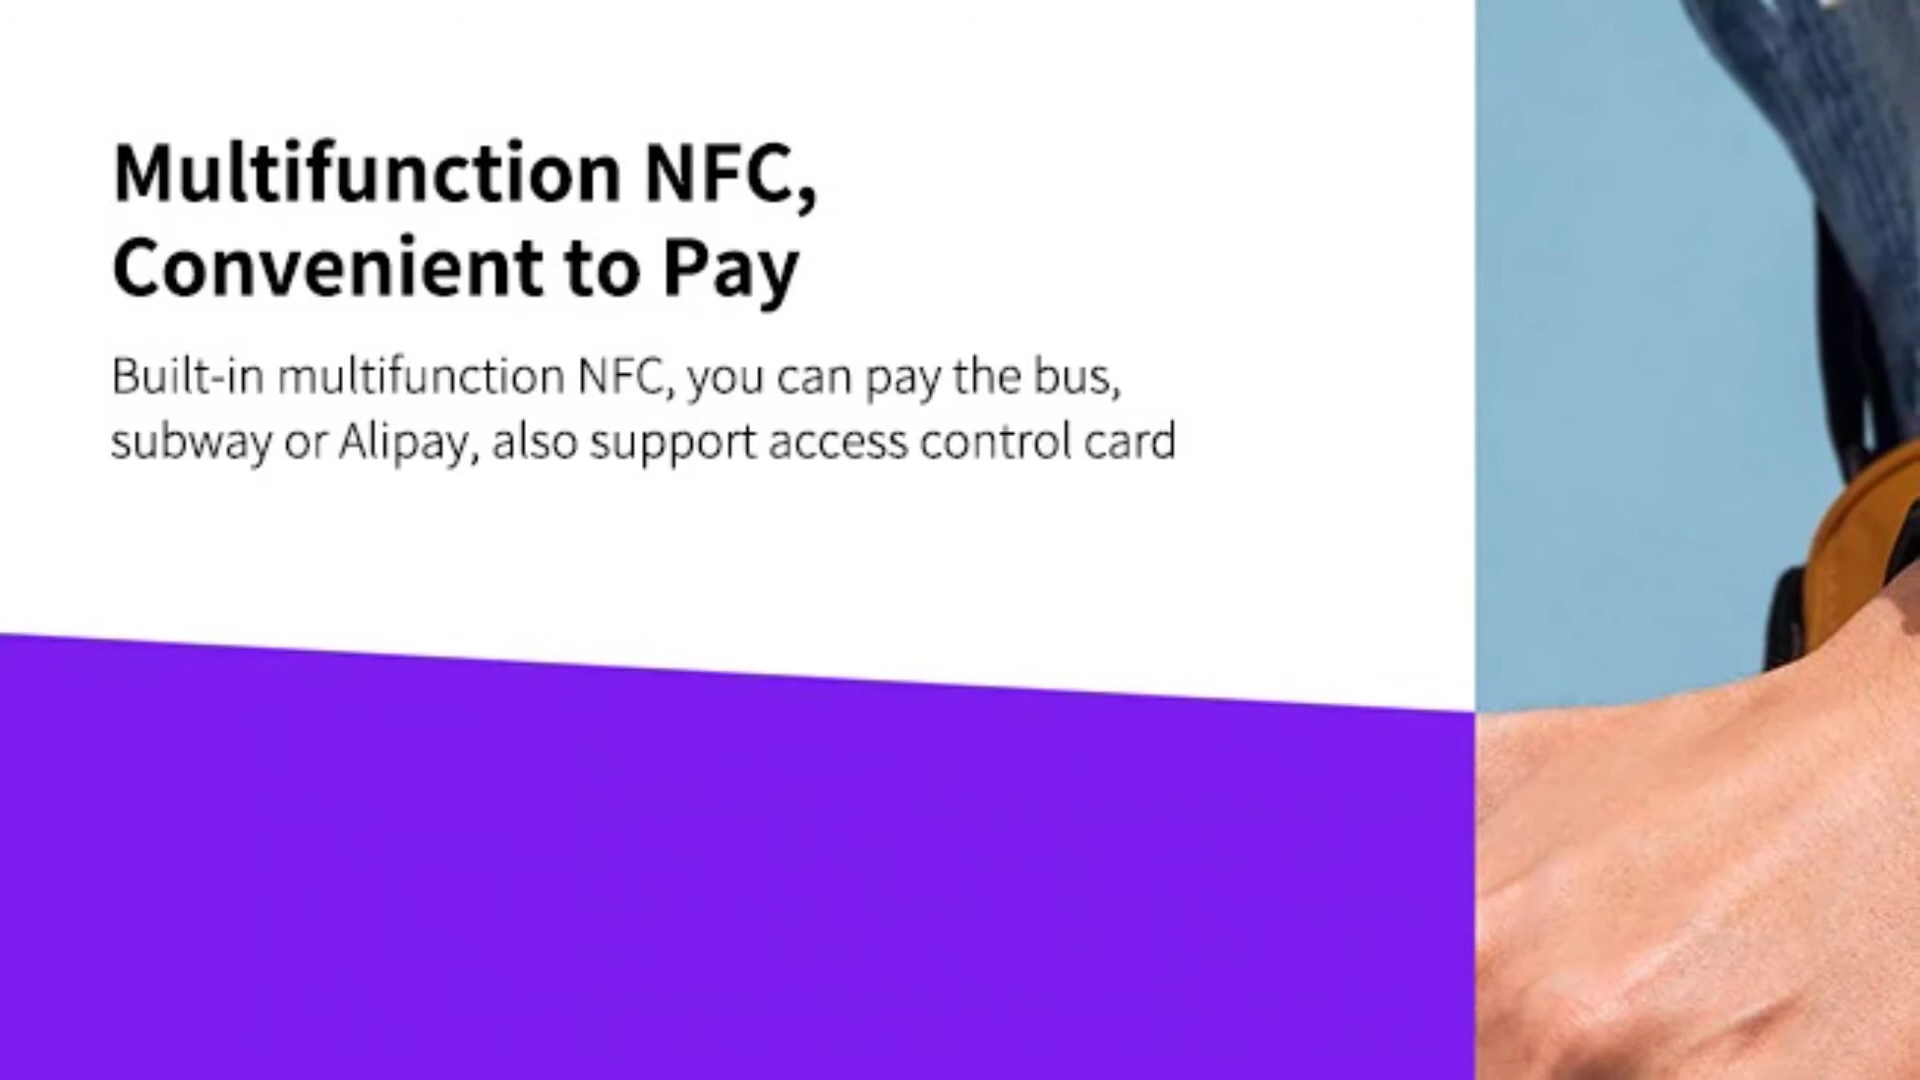 Multifunction NFC,
Convenient to Pay
Built-in multifunction NFC, you can pay the bus,
subway or Alipay, also support access control card